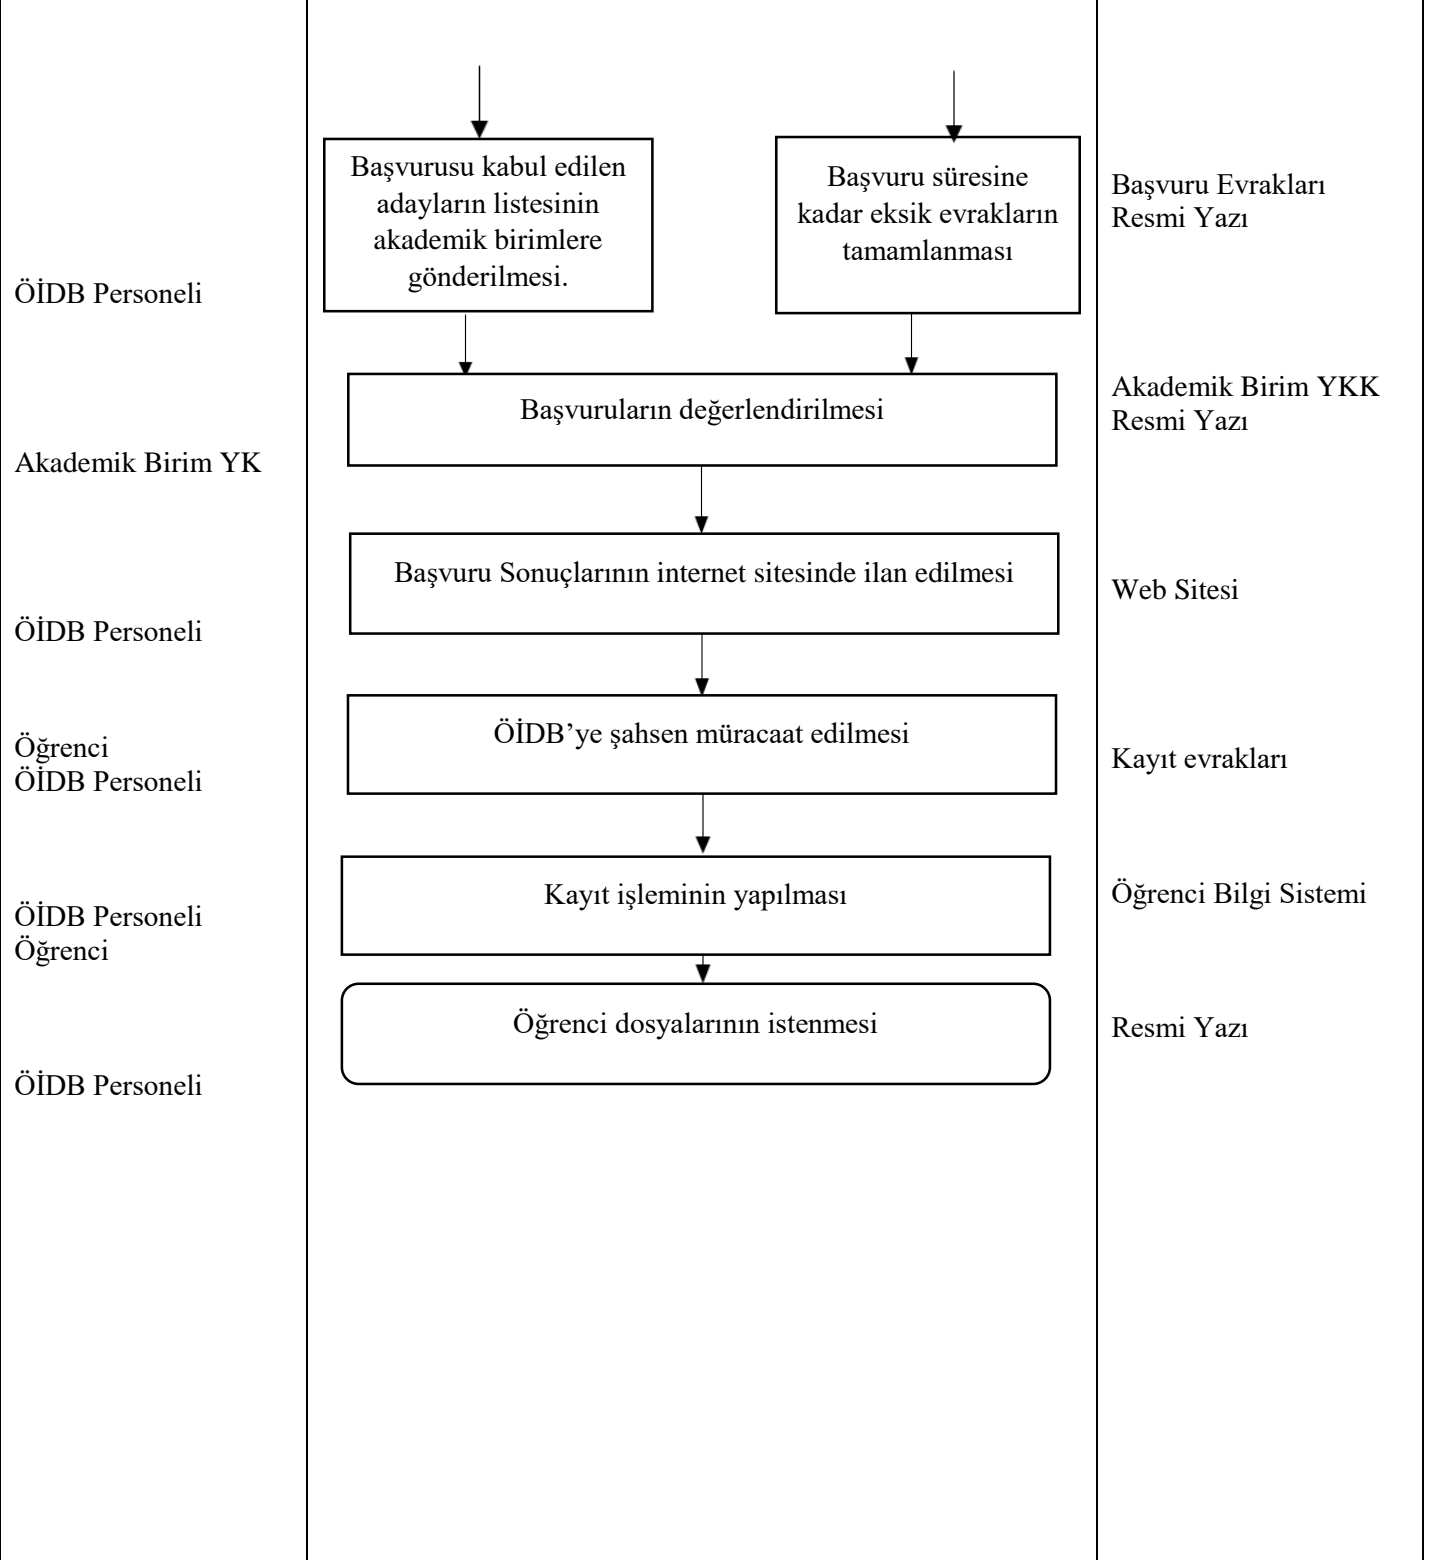 Başvurusu kabul edilen
adayların listesinin
akademik birimlere
gönderilmesi.
Başvuru süresine
kadar eksik evrakların
tamamlanması
Başvuru Evrakları
Resmi Yazı
ÖİDB Personeli
Başvuruların değerlendirilmesi
Akademik Birim YKK
Resmi Yazı
Akademik Birim YK
Başvuru Sonuçlarının internet sitesinde ilan edilmesi
Web Sitesi
ÖİDB Personeli
Öğrenci
ÖİDB Personeli
ÖİDB’ye şahsen müracaat edilmesi
Kayıt evrakları
ÖİDB Personeli
Öğrenci
Kayıt işleminin yapılması
Öğrenci Bilgi Sistemi
Öğrenci dosyalarının istenmesi
Resmi Yazı
ÖİDB Personeli